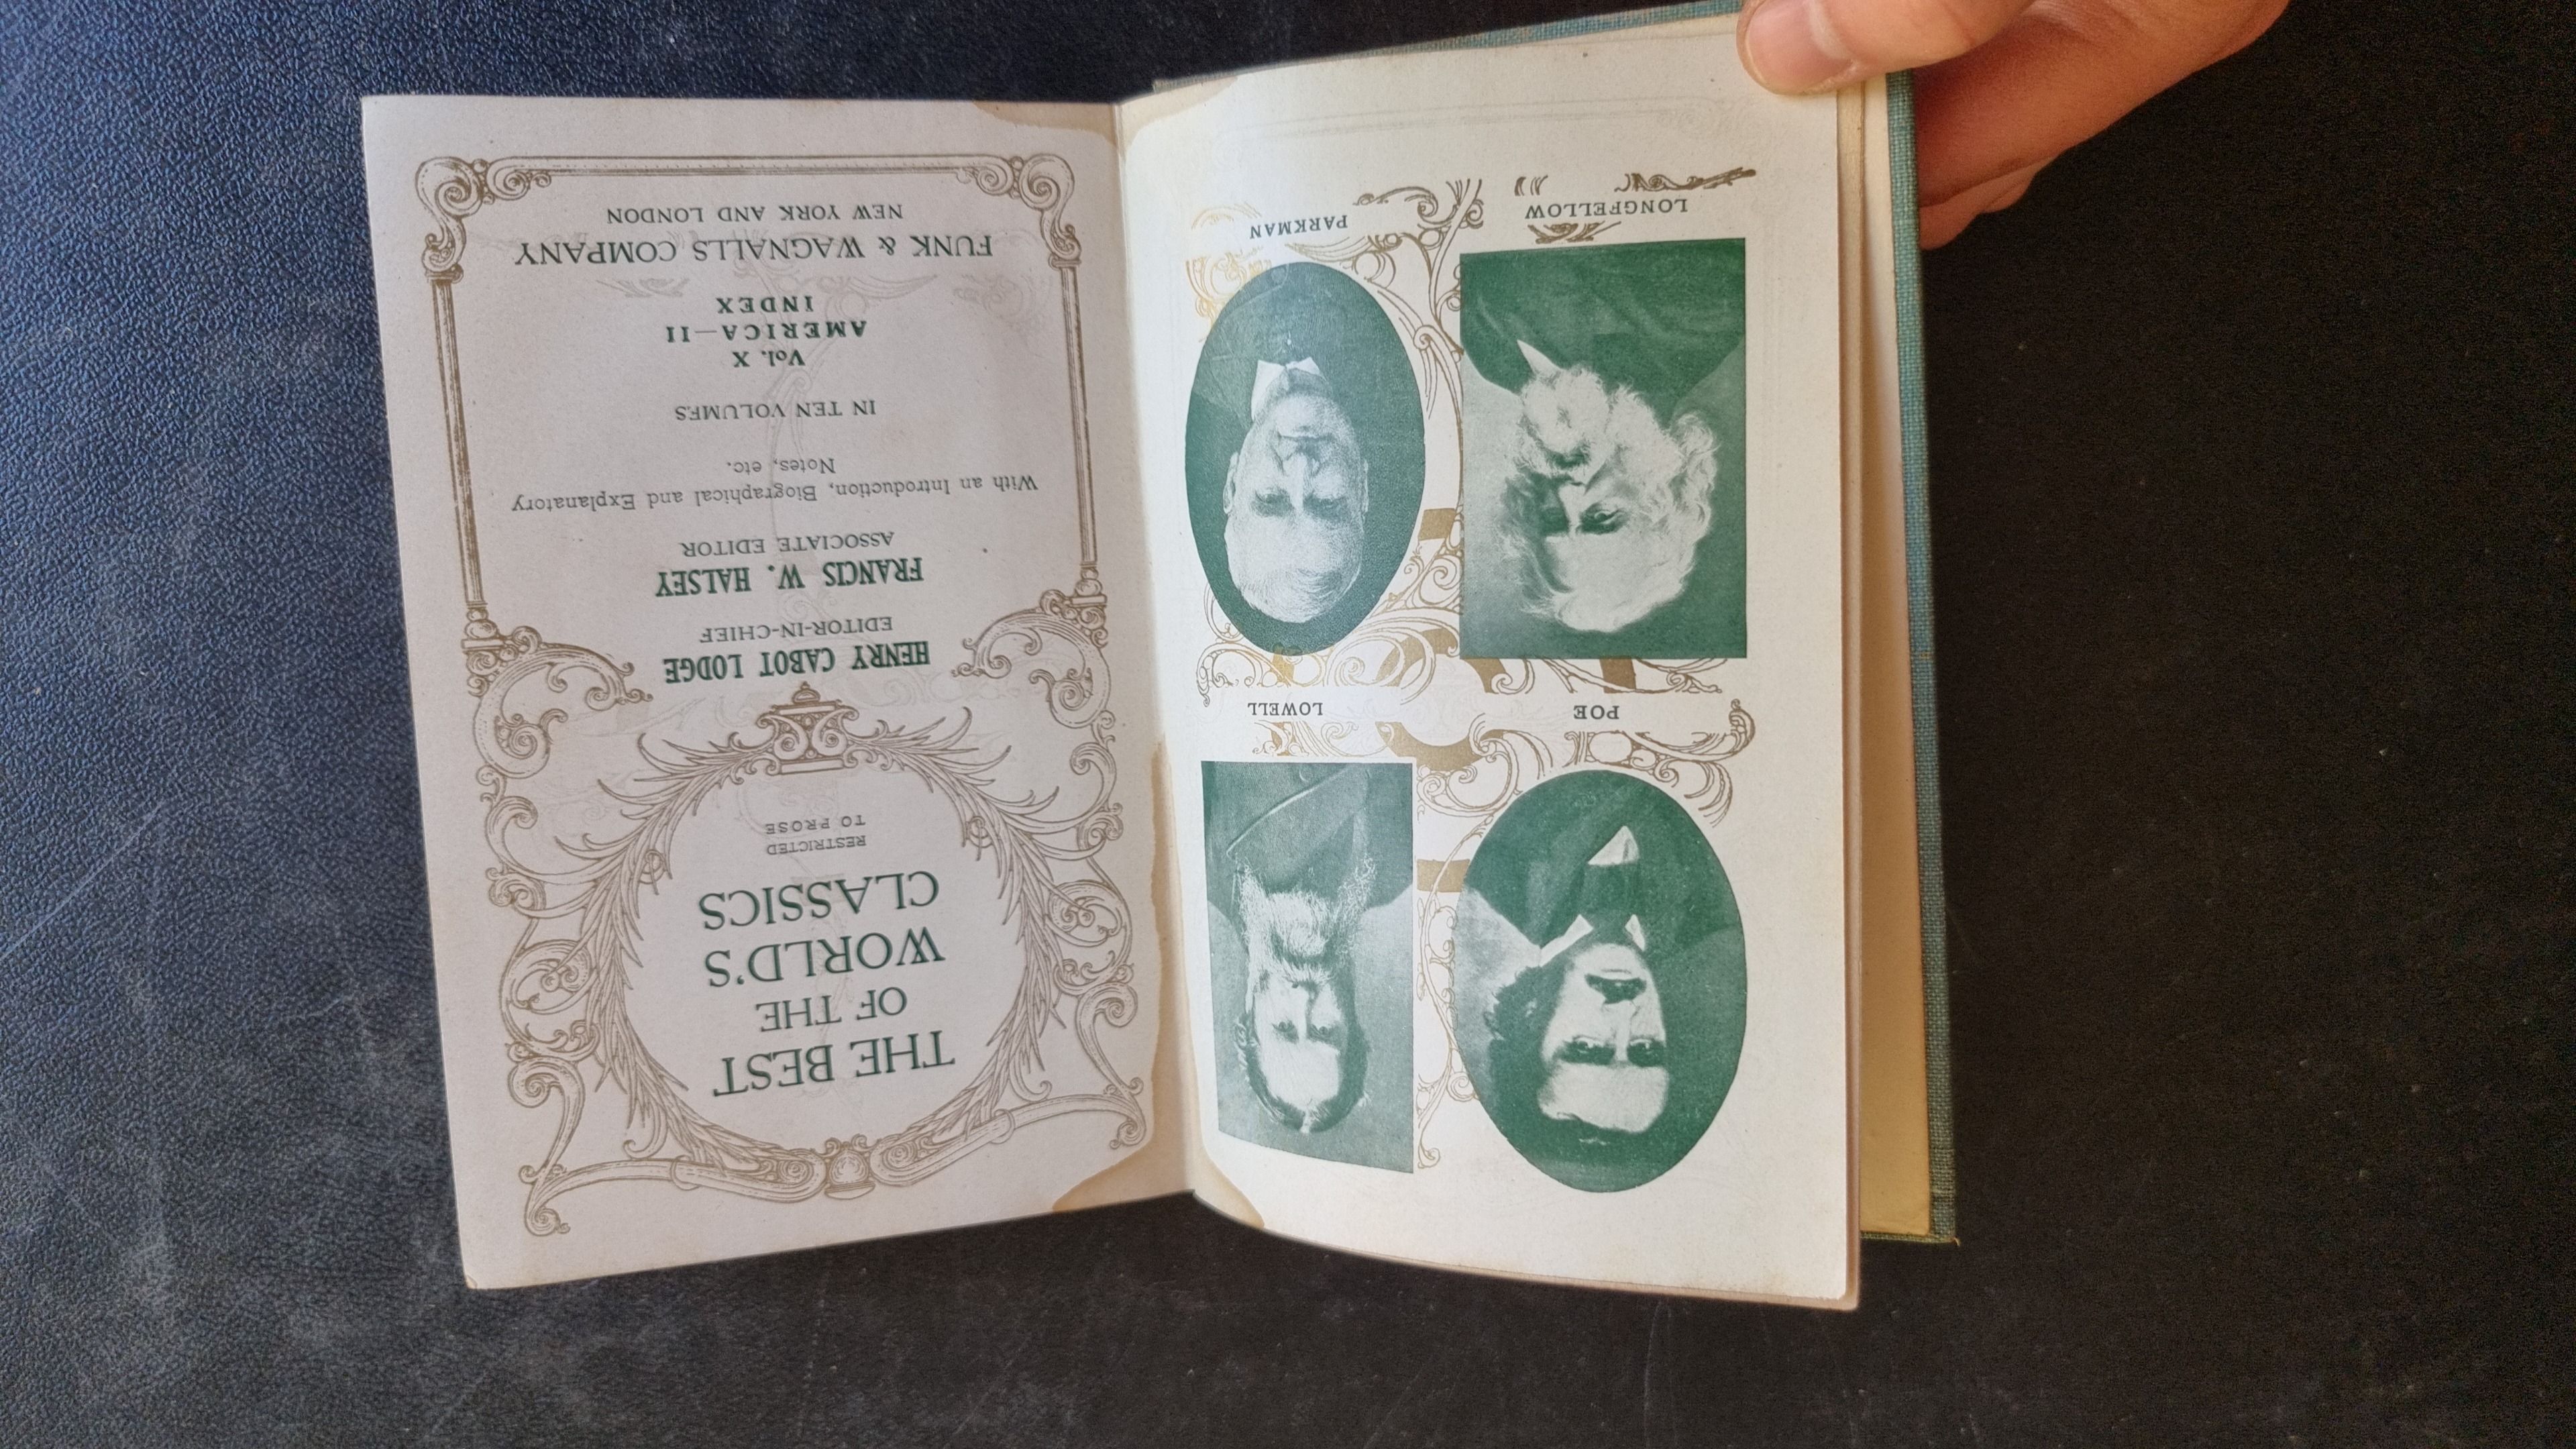 POE
LOWELL
LONGFELLOW
PARKMAN
THE BEST
OF THE
WORLD'S
CLASSICS
RESTRICTED
TO PROSE
HENRY CABOT LODGE
EDITOR-IN-CHIEF
FRANCIS W. HALSEY
ASSOCIATE EDITOR
With an Introduction, Biographical and Explanatory
Notes, etc.
IN TEN VOLUMES
Vol. X
AMERICA—II
INDEX
FUNK & WAGNALLS COMPANY
NEW YORK AND LONDON